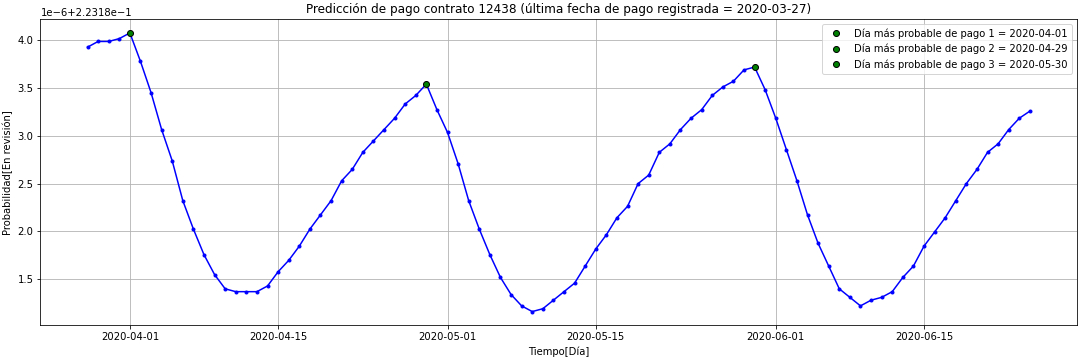 Predicción de pago contrato 12438 (última fecha de pago registrada = 2020-03-27)
1e−6+2.2318e−1
Día más probable de pago 1 = 2020-04-01
Día más probable de pago 2 = 2020-04-29
Día más probable de pago 3 = 2020-05-30
Probabilidad[En revisión]
4.0
3.5
3.0
2.5
2.0
1.5
2020-04-01 2020-04-15 2020-05-01 2020-05-15 2020-06-01 2020-06-15
Tiempo[Día]